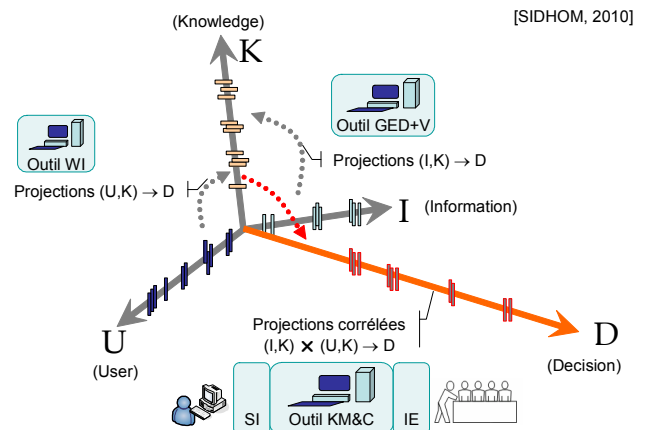 (Knowledge)
[SIDHOM, 2010]
K
Outil WI
Outil GED+V
Projections (I,K) → D
Projections (U,K) → D
I
(Information)
U
(User)
Projections corrélées
(I,K) × (U,K) → D
D
(Decision)
SI
Outil KM&C
IE